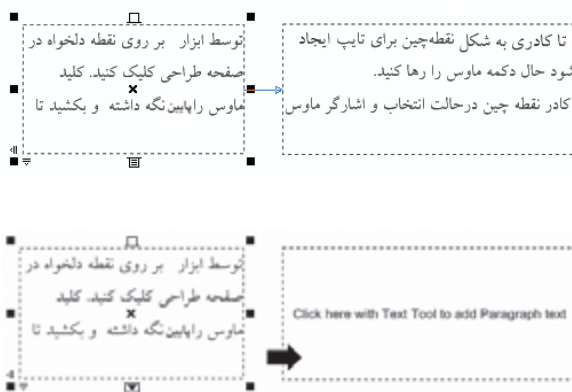 توسط ابزار بر روی نقطه دلخواه در
صفحه طراحی کلیک کنید. کلید
ماوس راپایین‌نگه داشته و بکشید تا
تا کادری به شکل نقطه‌چین برای تایپ ایجاد
شود حال دکمه ماوس را رها کنید.
کادر نقطه چین درحالت انتخاب و اشارگر ماوس
توسط ابزار بر روی نقطه دلخواه در
صفحه طراحی کلیک کنید. کلید
ماوس راپایین‌نگه داشته و بکشید تا
Click here with Text Tool to add Paragraph text